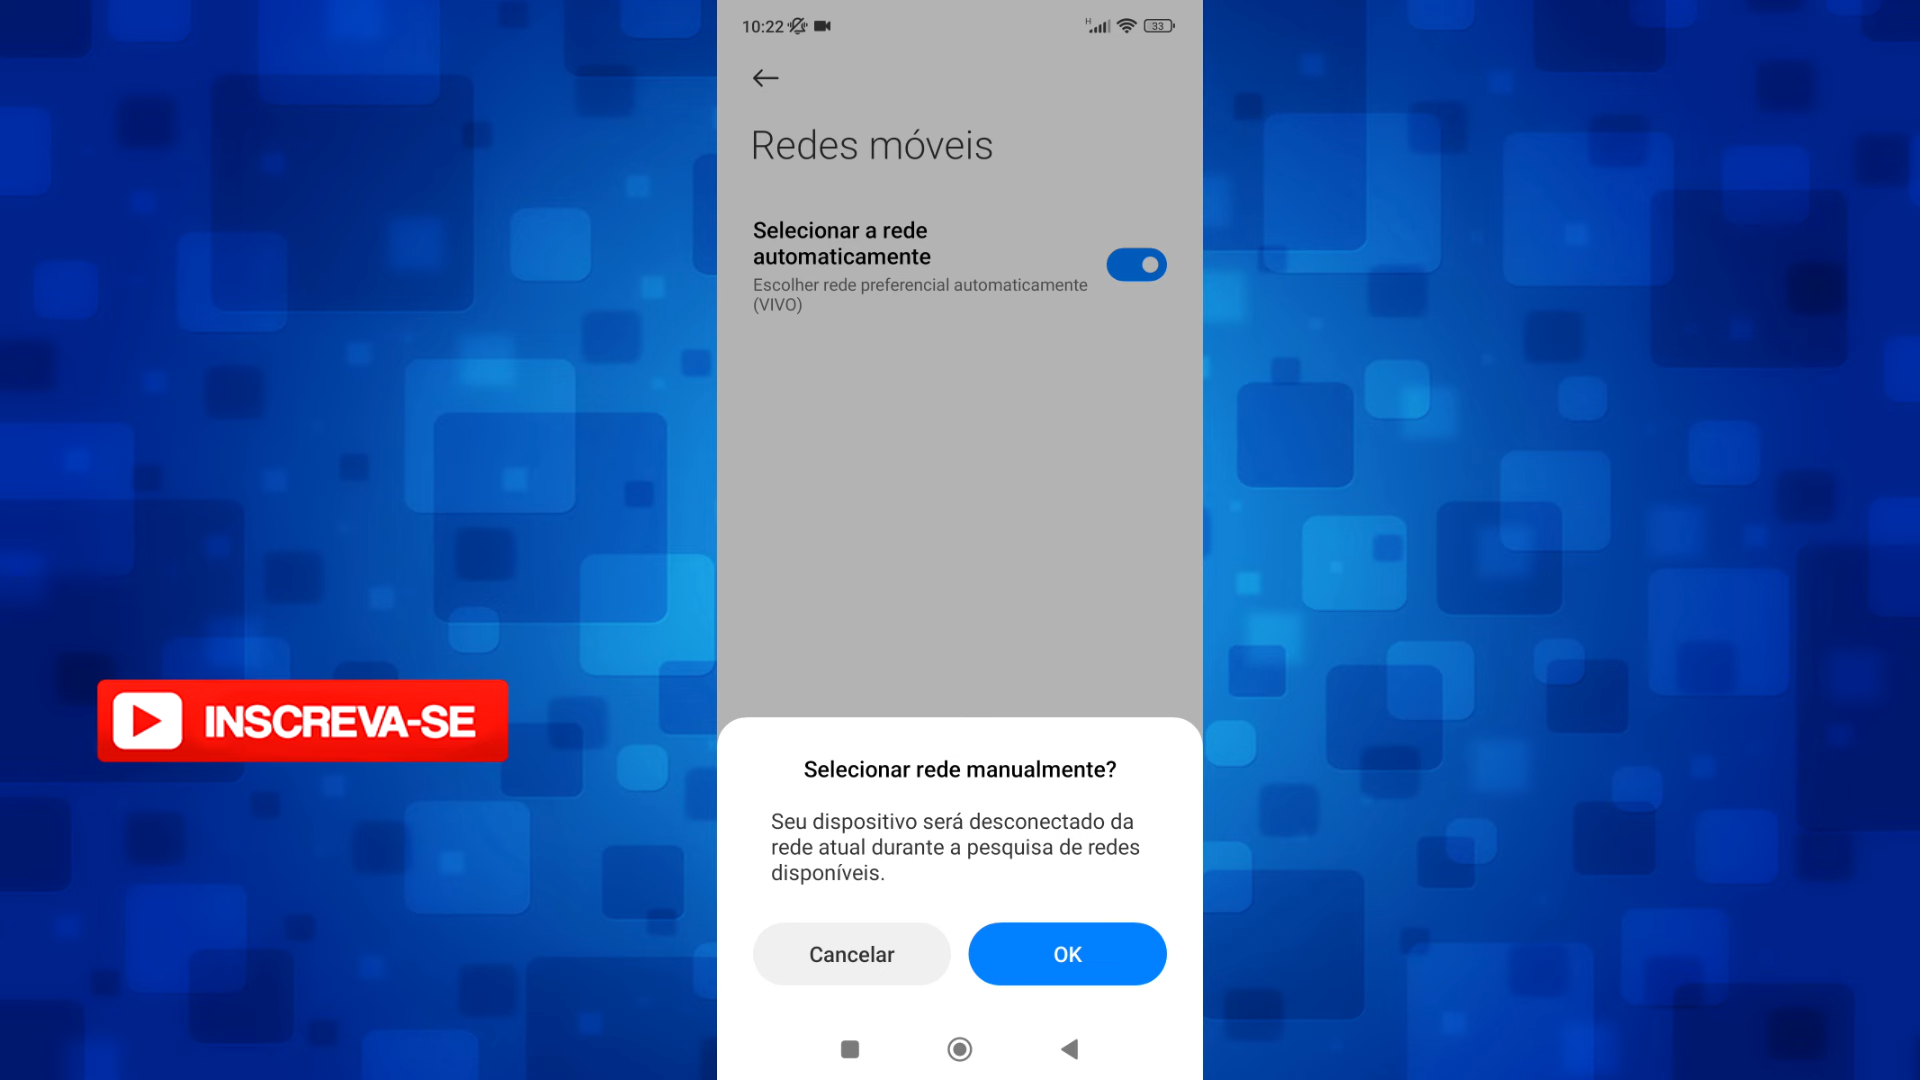 10:22
H
33
Redes móveis
Selecionar a rede
automaticamente
Escolher rede preferencial automaticamente
(VIVO)
INSCREVA-SE
Selecionar rede manualmente?
Seu dispositivo será desconectado da
rede atual durante a pesquisa de redes
disponíveis.
Cancelar
OK